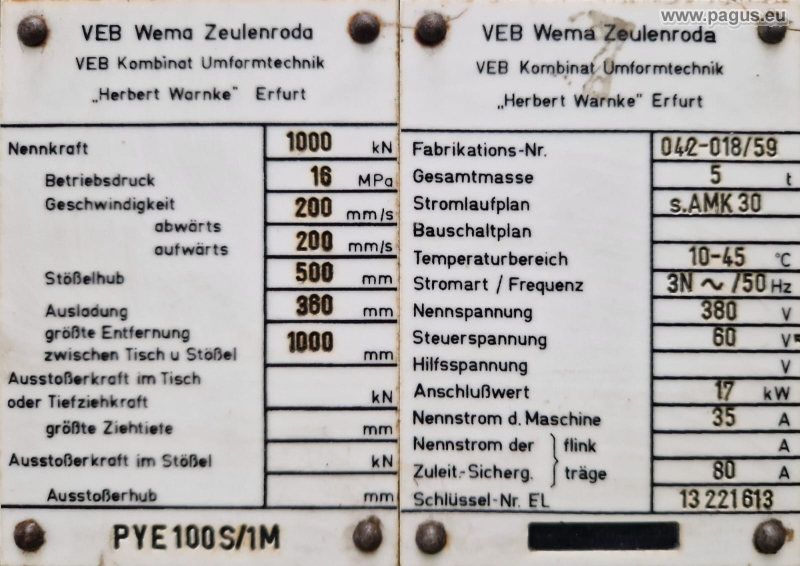 www.pagus.eu
VEB Wema Zeulenroda
VEB Kombinat Umformtechnik
„Herbert Warnke" Erfurt
Nennkraft 1000 kN
Betriebsdruck 16 MPa
Geschwindigkeit
abwärts 200 mm/s
aufwärts 200 mm/s
Stößelhub 500 mm
Ausladung 360 mm
größte Entfernung
zwischen Tisch u Stößel 1000 mm
Ausstoßerkraft im Tisch
oder Tiefziehkraft kN
größte Ziehtiete mm
Ausstoßerkraft im Stößel kN
Ausstoßerhub mm
PYE100S/1M
VEB Wema Zeulenroda
VEB Kombinat Umformtechnik
„Herbert Warnke" Erfurt
Fabrikations-Nr. 042-018/59
Gesamtmasse 5 t
Stromlaufplan s.AMK 30
Bauschaltplan
Temperaturbereich 10-45 °C
Stromart / Frequenz 3N ~ /50 Hz
Nennspannung 380 V
Steuerspannung 60 V=
Hilfsspannung V
Anschlußwert 17 kW
Nennstrom d. Maschine 35 A
Nennstrom der } flink A
Zuleit.-Sicherg. } träge 80 A
Schlüssel-Nr. EL 13 221 613